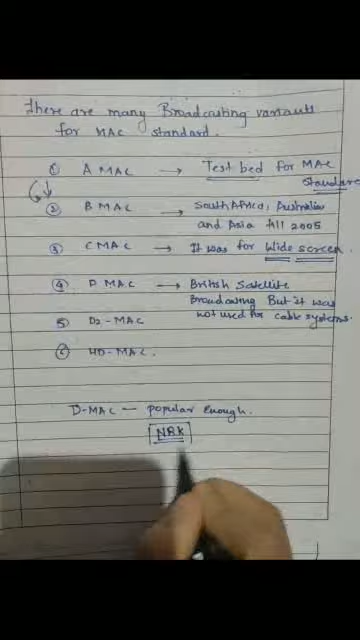 There are many Broadcasting variants
for MAC standard.
① A MAC → Test bed for MAC
standard
② B MAC → South Africa, Australia
and Asia till 2005
③ C MAC → It was for Wide screen.
④ D MAC → British Satellite
Broadcasing But it was
not used for cable systems.
⑤ D2-MAC
⑥ HD-MAC.
D-MAC — popular enough.
NRK